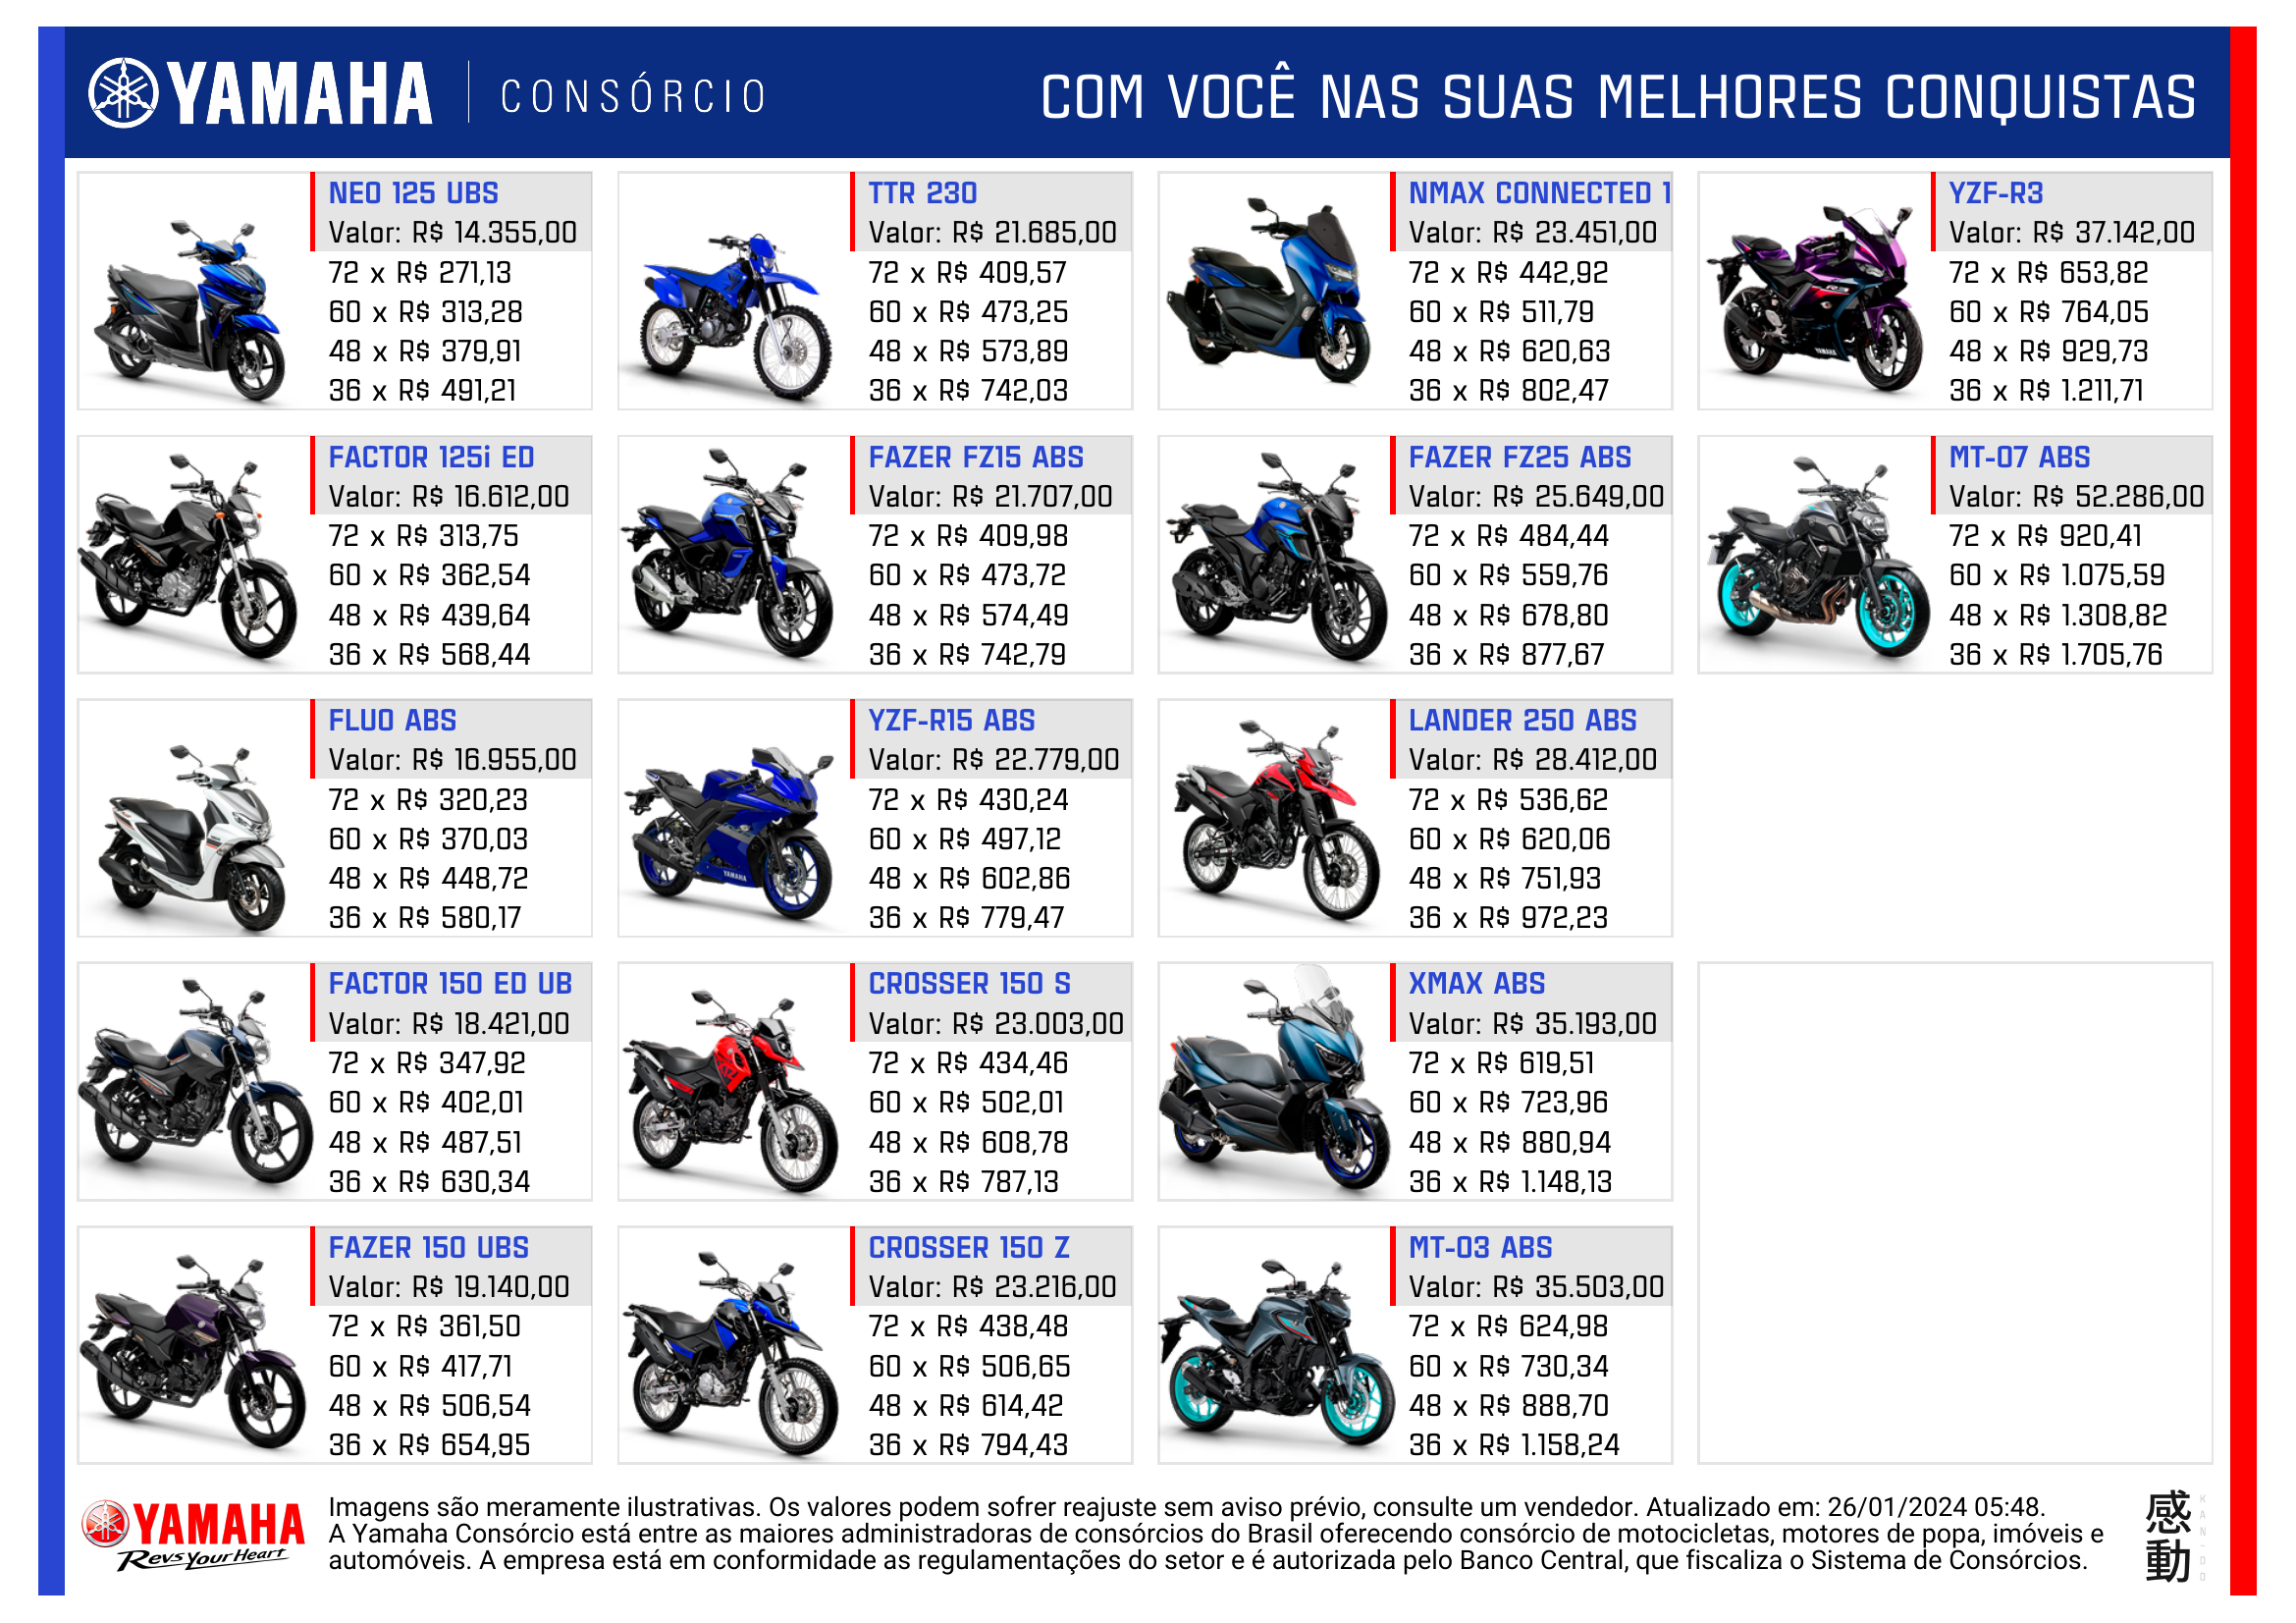 YAMAHA CONSÓRCIO
COM VOCÊ NAS SUAS MELHORES CONQUISTAS
NEO 125 UBS
Valor: R$ 14.355,00
72 x R$ 271,13
60 x R$ 313,28
48 x R$ 379,91
36 x R$ 491,21
TTR 230
Valor: R$ 21.685,00
72 x R$ 409,57
60 x R$ 473,25
48 x R$ 573,89
36 x R$ 742,03
NMAX CONNECTED 1
Valor: R$ 23.451,00
72 x R$ 442,92
60 x R$ 511,79
48 x R$ 620,63
36 x R$ 802,47
YZF-R3
Valor: R$ 37.142,00
72 x R$ 653,82
60 x R$ 764,05
48 x R$ 929,73
36 x R$ 1.211,71
FACTOR 125i ED
Valor: R$ 16.612,00
72 x R$ 313,75
60 x R$ 362,54
48 x R$ 439,64
36 x R$ 568,44
FAZER FZ15 ABS
Valor: R$ 21.707,00
72 x R$ 409,98
60 x R$ 473,72
48 x R$ 574,49
36 x R$ 742,79
FAZER FZ25 ABS
Valor: R$ 25.649,00
72 x R$ 484,44
60 x R$ 559,76
48 x R$ 678,80
36 x R$ 877,67
MT-07 ABS
Valor: R$ 52.286,00
72 x R$ 920,41
60 x R$ 1.075,59
48 x R$ 1.308,82
36 x R$ 1.705,76
FLUO ABS
Valor: R$ 16.955,00
72 x R$ 320,23
60 x R$ 370,03
48 x R$ 448,72
36 x R$ 580,17
YZF-R15 ABS
Valor: R$ 22.779,00
72 x R$ 430,24
60 x R$ 497,12
48 x R$ 602,86
36 x R$ 779,47
LANDER 250 ABS
Valor: R$ 28.412,00
72 x R$ 536,62
60 x R$ 620,06
48 x R$ 751,93
36 x R$ 972,23
FACTOR 150 ED UB
Valor: R$ 18.421,00
72 x R$ 347,92
60 x R$ 402,01
48 x R$ 487,51
36 x R$ 630,34
CROSSER 150 S
Valor: R$ 23.003,00
72 x R$ 434,46
60 x R$ 502,01
48 x R$ 608,78
36 x R$ 787,13
XMAX ABS
Valor: R$ 35.193,00
72 x R$ 619,51
60 x R$ 723,96
48 x R$ 880,94
36 x R$ 1.148,13
FAZER 150 UBS
Valor: R$ 19.140,00
72 x R$ 361,50
60 x R$ 417,71
48 x R$ 506,54
36 x R$ 654,95
CROSSER 150 Z
Valor: R$ 23.216,00
72 x R$ 438,48
60 x R$ 506,65
48 x R$ 614,42
36 x R$ 794,43
MT-03 ABS
Valor: R$ 35.503,00
72 x R$ 624,98
60 x R$ 730,34
48 x R$ 888,70
36 x R$ 1.158,24
YAMAHA
Revs Your Heart
Imagens são meramente ilustrativas. Os valores podem sofrer reajuste sem aviso prévio, consulte um vendedor. Atualizado em: 26/01/2024 05:48.
A Yamaha Consórcio está entre as maiores administradoras de consórcios do Brasil oferecendo consórcio de motocicletas, motores de popa, imóveis e
automóveis. A empresa está em conformidade as regulamentações do setor e é autorizada pelo Banco Central, que fiscaliza o Sistema de Consórcios.
感動
KANDO